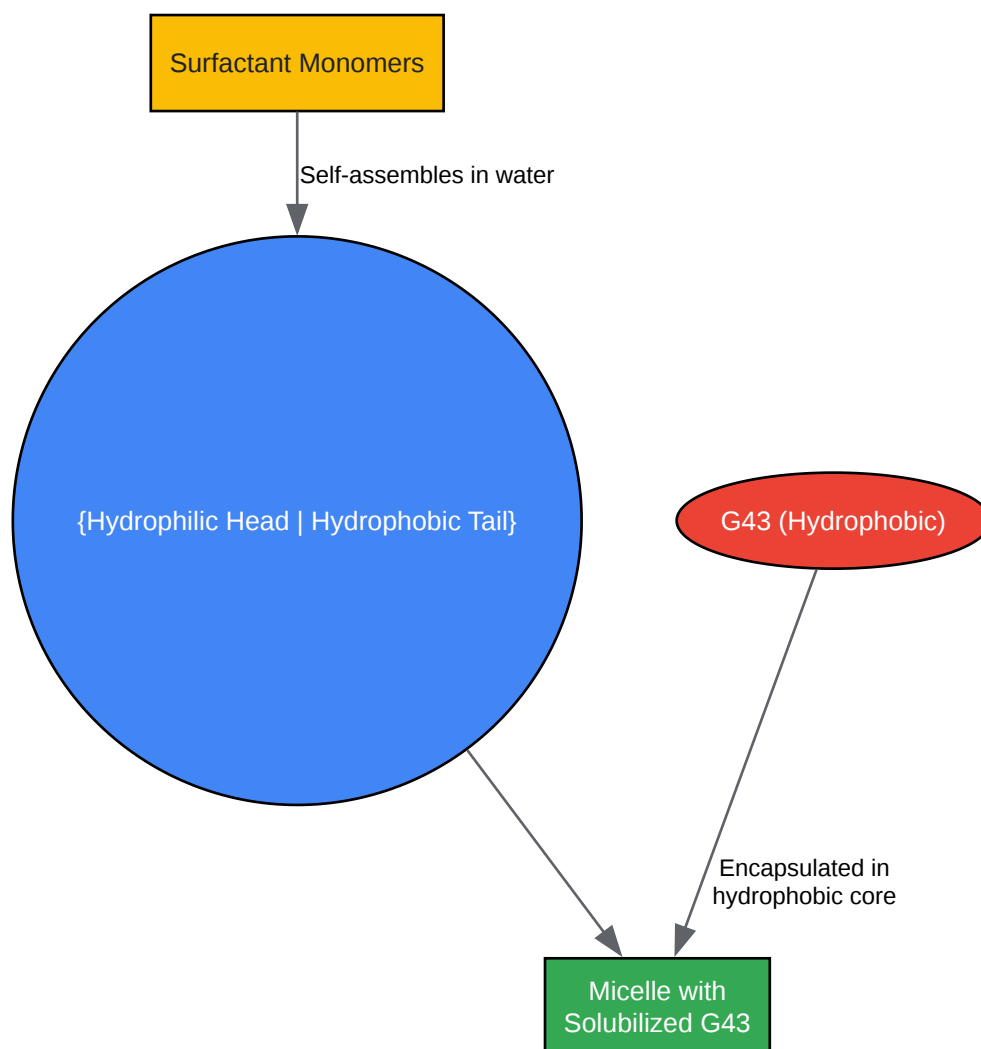 Surfactant Monomers
Self-assembles in water
{Hydrophilic Head | Hydrophobic Tail}
G43 (Hydrophobic)
Encapsulated in
hydrophobic core
Micelle with
Solubilized G43